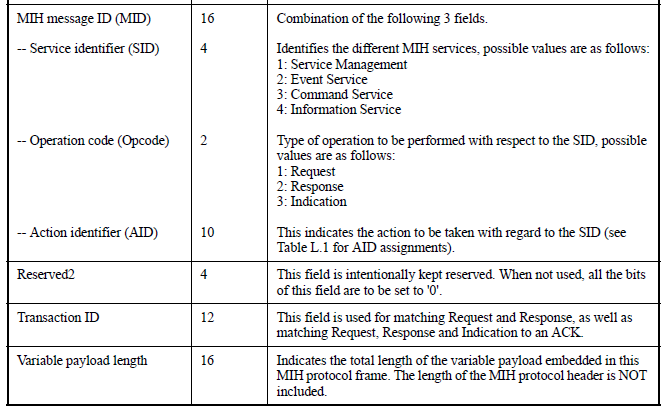 MIH message ID (MID) 16 Combination of the following 3 fields.
-- Service identifier (SID) 4 Identifies the different MIH services, possible values are as follows:
1: Service Management
2: Event Service
3: Command Service
4: Information Service
-- Operation code (Opcode) 2 Type of operation to be performed with respect to the SID, possible
values are as follows:
1: Request
2: Response
3: Indication
-- Action identifier (AID) 10 This indicates the action to be taken with regard to the SID (see
Table L.1 for AID assignments).
Reserved2 4 This field is intentionally kept reserved. When not used, all the bits
of this field are to be set to '0'.
Transaction ID 12 This field is used for matching Request and Response, as well as
matching Request, Response and Indication to an ACK.
Variable payload length 16 Indicates the total length of the variable payload embedded in this
MIH protocol frame. The length of the MIH protocol header is NOT
included.